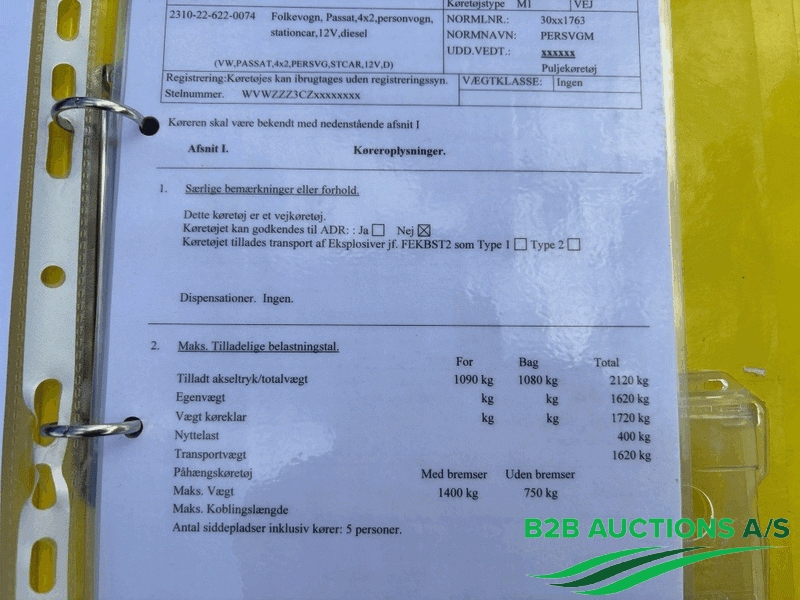 Køretøjstype M1 VEJ
2310-22-622-0074 Folkevogn, Passat,4x2,personvogn, NORMLNR.: 30xx1763
stationcar,12V,diesel NORMNAVN: PERSVGM
UDD.VEDT.: xxxxxx
(VW,PASSAT,4x2,PERSVG,STCAR,12V,D) Puljekøretøj
Registrering:Køretøjes kan ibrugtages uden registreringssyn. VÆGTKLASSE: Ingen
Stelnummer. WVWZZZ3CZxxxxxxxx
Køreren skal være bekendt med nedenstående afsnit I
Afsnit I. Køreroplysninger.
1. Særlige bemærkninger eller forhold.
Dette køretøj er et vejkøretøj.
Køretøjet kan godkendes til ADR: : Ja ☐ Nej ☒
Køretøjet tillades transport af Eksplosiver jf. FEKBST2 som Type 1 ☐ Type 2 ☐
Dispensationer. Ingen.
2. Maks. Tilladelige belastningstal.
For Bag Total
Tilladt akseltryk/totalvægt 1090 kg 1080 kg 2120 kg
Egenvægt kg kg 1620 kg
Vægt køreklar kg kg 1720 kg
Nyttelast 400 kg
Transportvægt 1620 kg
Påhængskøretøj Med bremser Uden bremser
Maks. Vægt 1400 kg 750 kg
Maks. Koblingslængde
Antal siddepladser inklusiv kører: 5 personer.
B2B AUCTIONS A/S